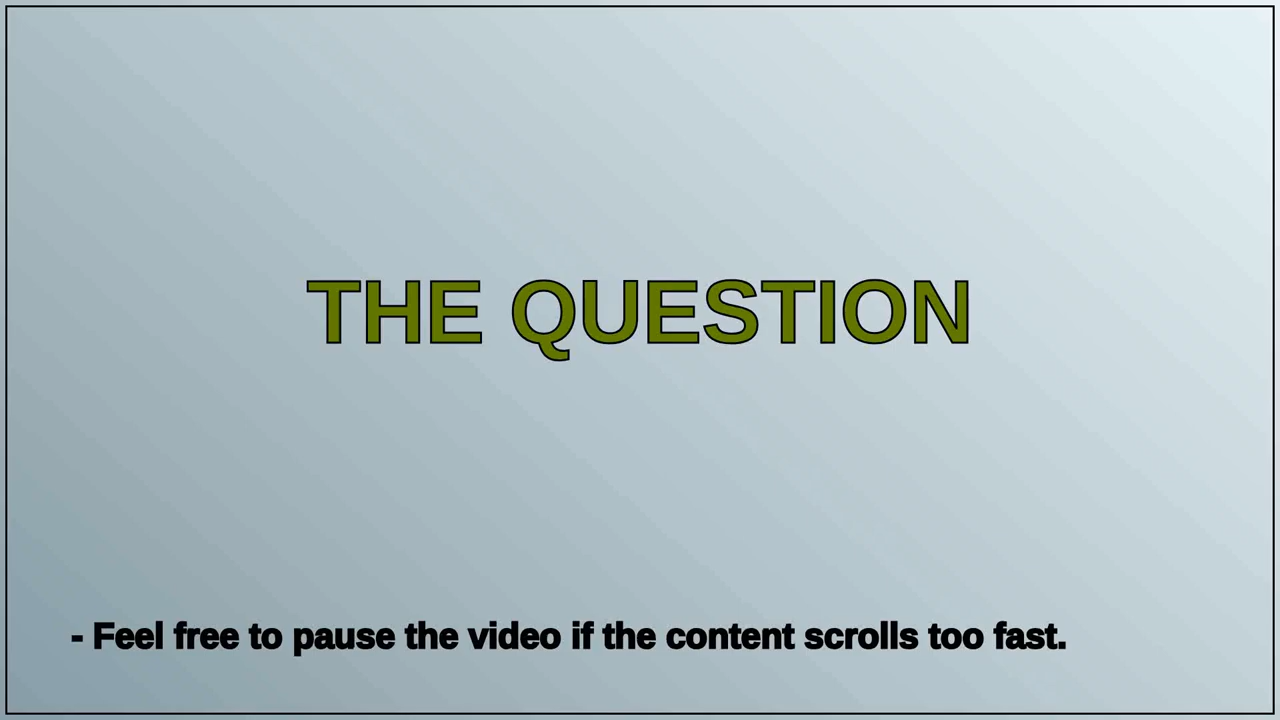 THE QUESTION
- Feel free to pause the video if the content scrolls too fast.